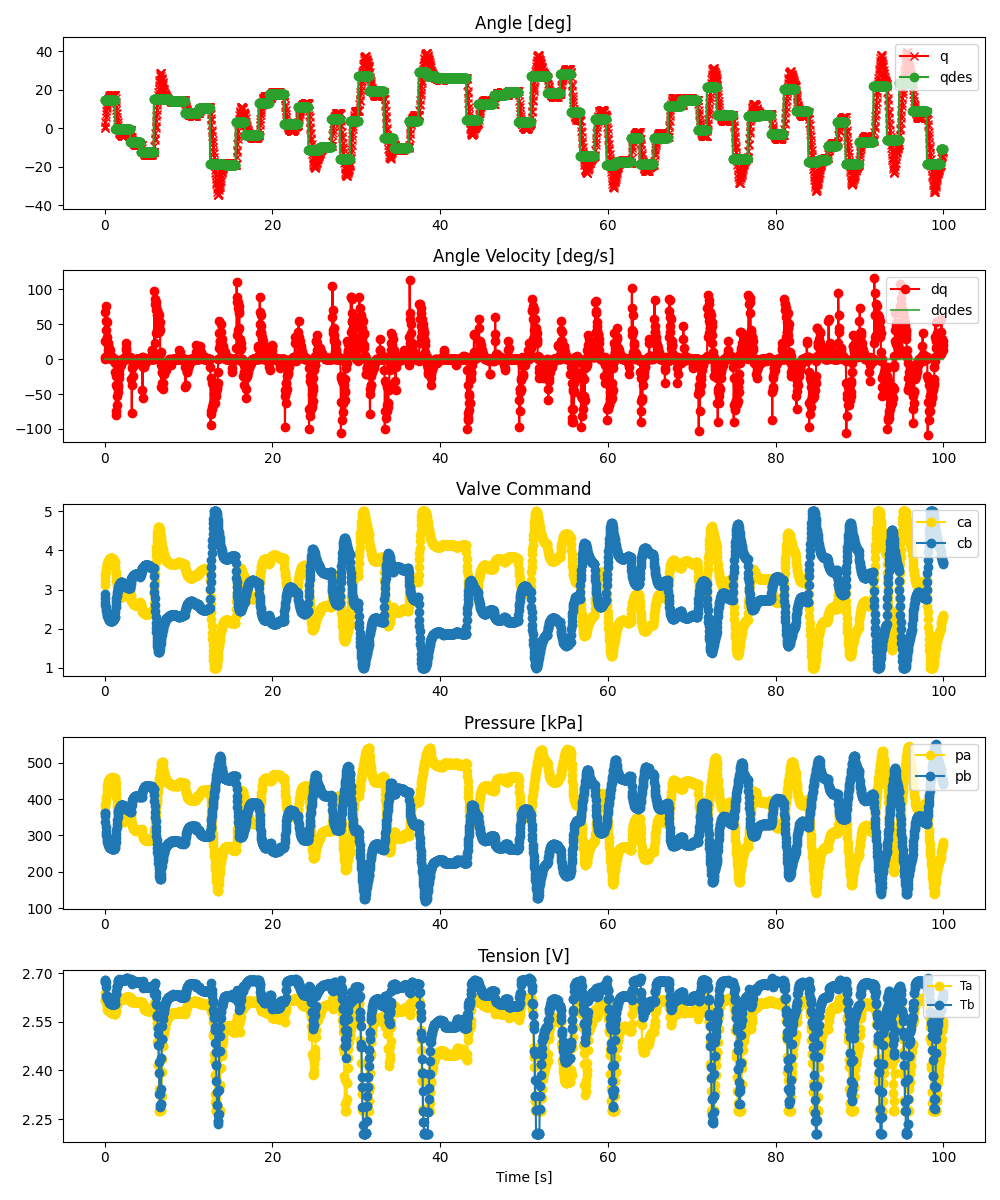 Angle [deg]
40
20
0
−20
−40
q
qdes
0 20 40 60 80 100
Angle Velocity [deg/s]
100
50
0
−50
−100
dq
dqdes
0 20 40 60 80 100
Valve Command
5
4
3
2
1
ca
cb
0 20 40 60 80 100
Pressure [kPa]
500
400
300
200
100
pa
pb
0 20 40 60 80 100
Tension [V]
2.70
2.55
2.40
2.25
Ta
Tb
0 20 40 60 80 100
Time [s]